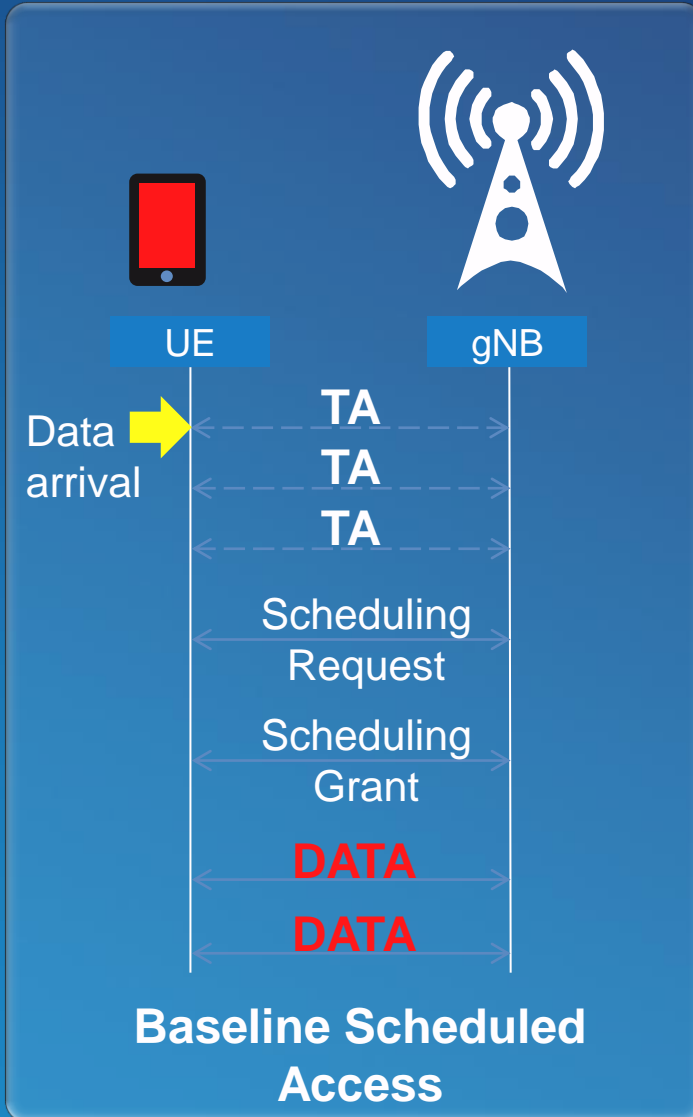 UE
gNB
Data
arrival
TA
TA
TA
Scheduling
Request
Scheduling
Grant
DATA
DATA
Baseline Scheduled
Access